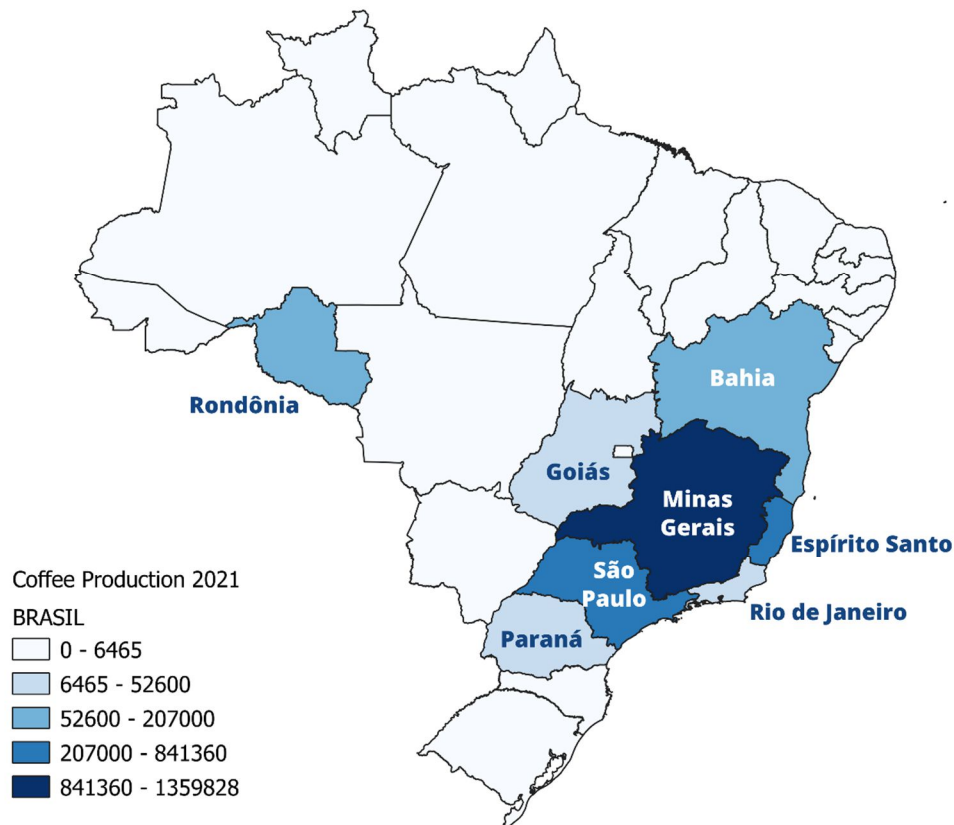 Bahia
Rondônia
Goiás
Minas
Gerais
Espírito Santo
São
Paulo
Rio de Janeiro
Paraná
Coffee Production 2021
BRASIL
0 - 6465
6465 - 52600
52600 - 207000
207000 - 841360
841360 - 1359828